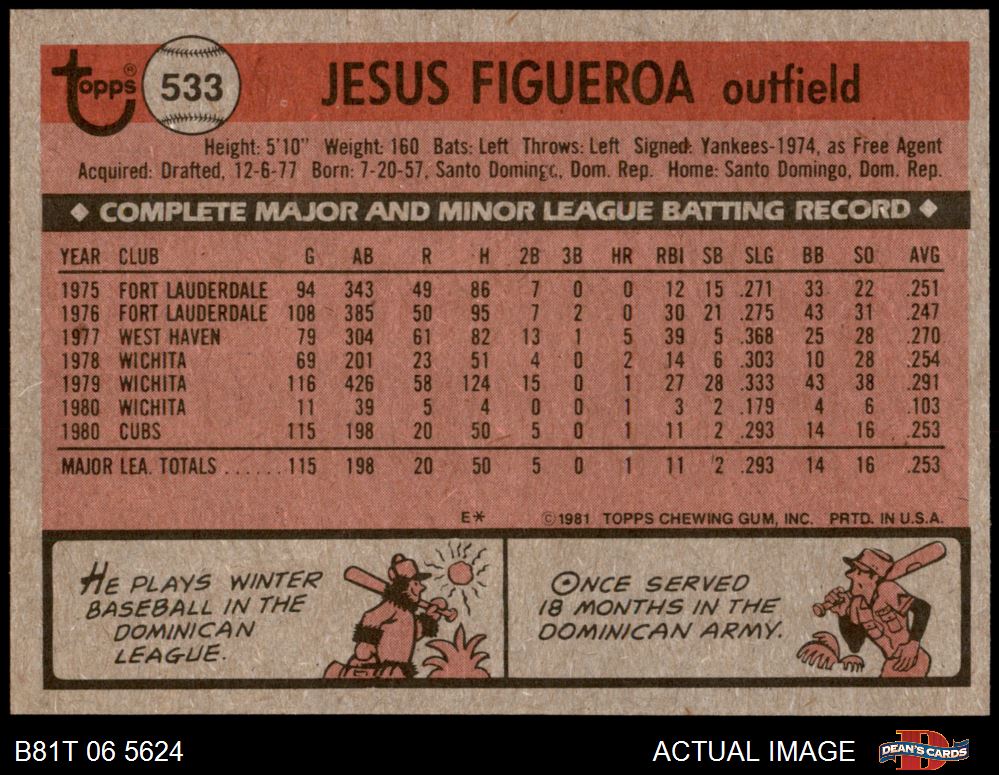 Topps® 533 JESUS FIGUEROA outfield
Height: 5'10" Weight: 160 Bats: Left Throws: Left Signed: Yankees-1974, as Free Agent
Acquired: Drafted, 12-6-77 Born: 7-20-57, Santo Domingo, Dom. Rep. Home: Santo Domingo, Dom. Rep.
◆ COMPLETE MAJOR AND MINOR LEAGUE BATTING RECORD ◆
YEAR CLUB G AB R H 2B 3B HR RBI SB SLG BB SO AVG
1975 FORT LAUDERDALE 94 343 49 86 7 0 0 12 15 .271 33 22 .251
1976 FORT LAUDERDALE 108 385 50 95 7 2 0 30 21 .275 43 31 .247
1977 WEST HAVEN 79 304 61 82 13 1 5 39 5 .368 25 28 .270
1978 WICHITA 69 201 23 51 4 0 2 14 6 .303 10 28 .254
1979 WICHITA 116 426 58 124 15 0 1 27 28 .333 43 38 .291
1980 WICHITA 11 39 5 4 0 0 1 3 2 .179 4 6 .103
1980 CUBS 115 198 20 50 5 0 1 11 2 .293 14 16 .253
MAJOR LEA. TOTALS ...... 115 198 20 50 5 0 1 11 2 .293 14 16 .253
E* ©1981 TOPPS CHEWING GUM, INC. PRTD. IN U.S.A.
HE PLAYS WINTER
BASEBALL IN THE
DOMINICAN
LEAGUE.
ONCE SERVED
18 MONTHS IN THE
DOMINICAN ARMY.
B81T 06 5624 ACTUAL IMAGE DEAN'S CARDS